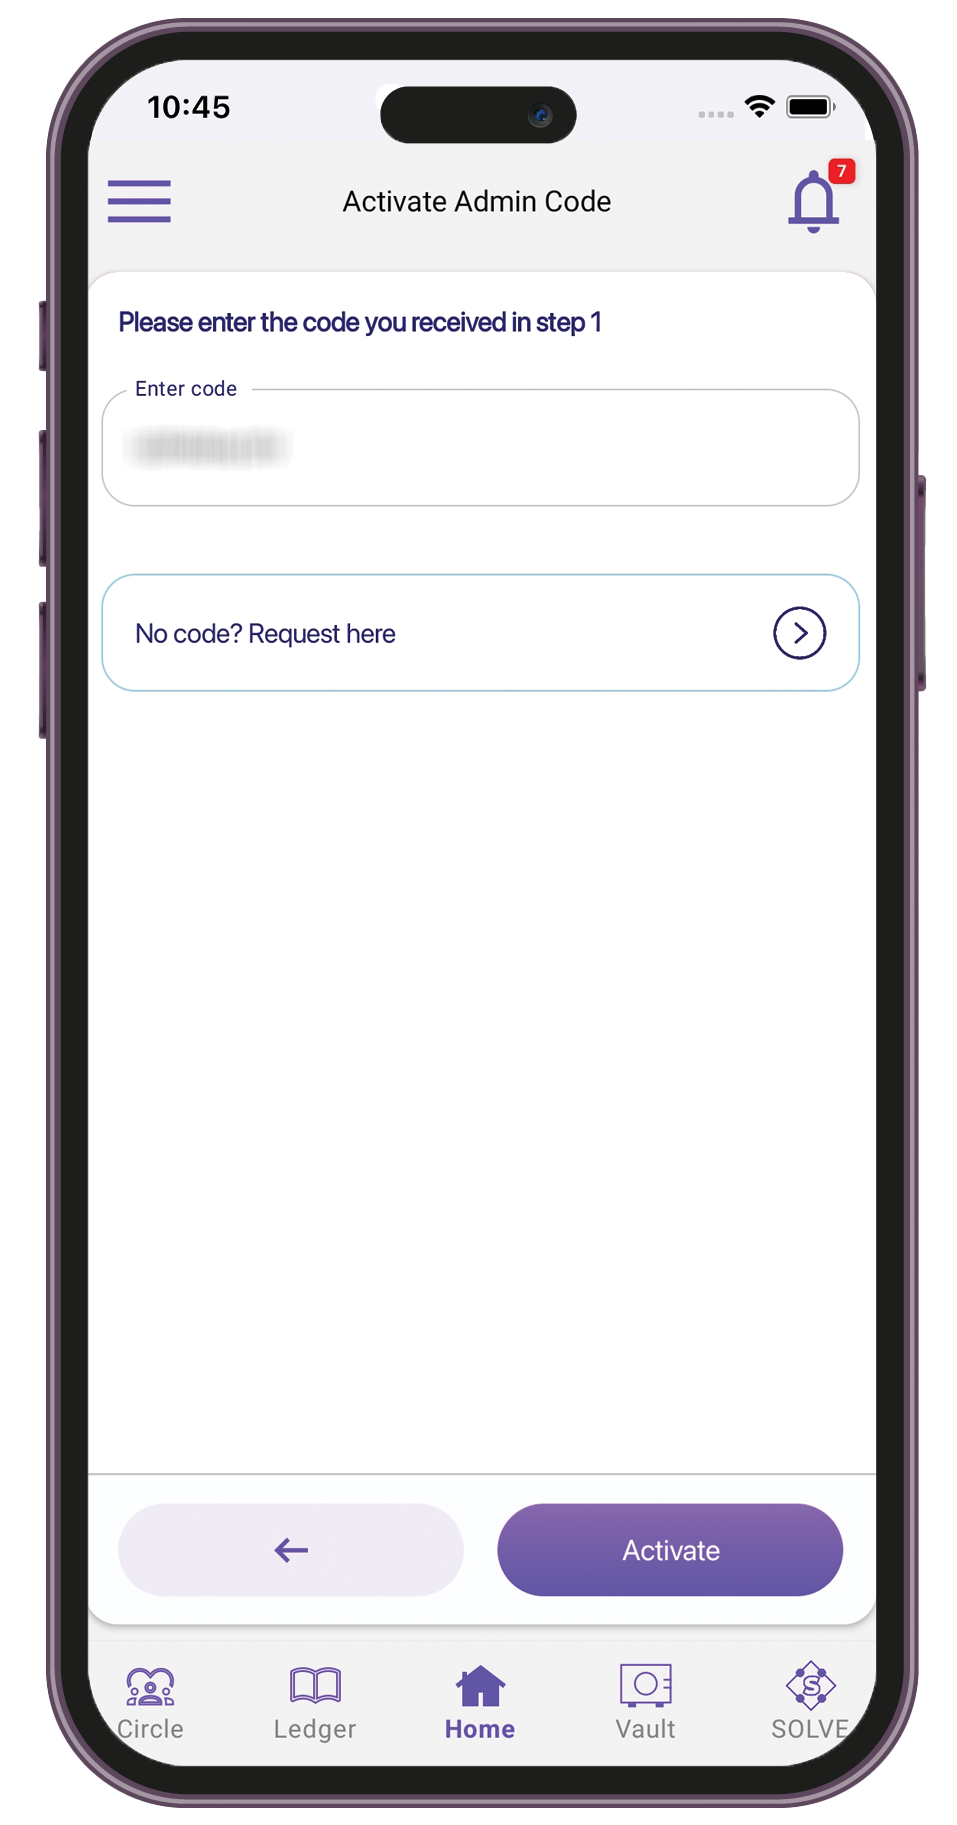 10:45
7
Activate Admin Code
Please enter the code you received in step 1
Enter code
No code? Request here
Activate
Circle
Ledger
Home
Vault
SOLVE